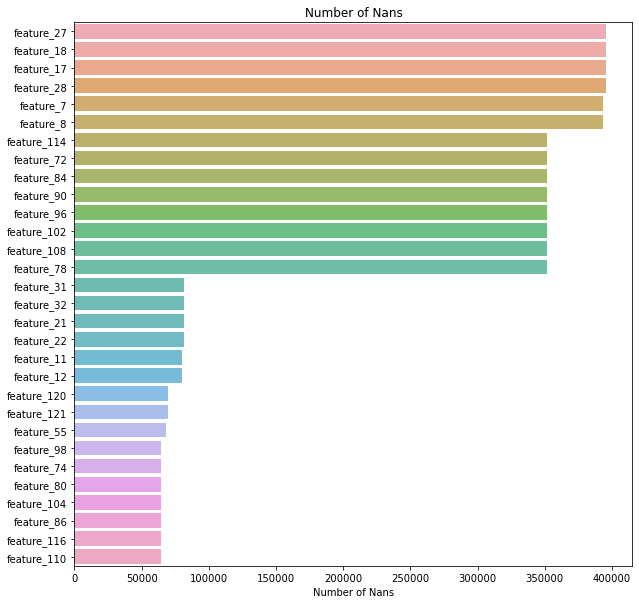 Number of Nans
feature_27
feature_18
feature_17
feature_28
feature_7
feature_8
feature_114
feature_72
feature_84
feature_90
feature_96
feature_102
feature_108
feature_78
feature_31
feature_32
feature_21
feature_22
feature_11
feature_12
feature_120
feature_121
feature_55
feature_98
feature_74
feature_80
feature_104
feature_86
feature_116
feature_110
0 50000 100000 150000 200000 250000 300000 350000 400000
Number of Nans